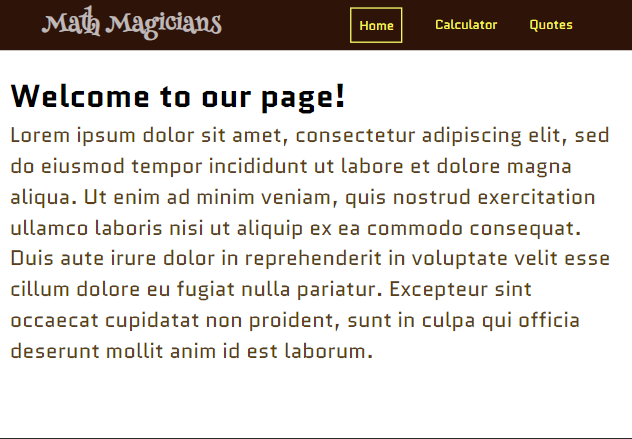 Math Magicians
Home Calculator Quotes
Welcome to our page!
Lorem ipsum dolor sit amet, consectetur adipiscing elit, sed
do eiusmod tempor incididunt ut labore et dolore magna
aliqua. Ut enim ad minim veniam, quis nostrud exercitation
ullamco laboris nisi ut aliquip ex ea commodo consequat.
Duis aute irure dolor in reprehenderit in voluptate velit esse
cillum dolore eu fugiat nulla pariatur. Excepteur sint
occaecat cupidatat non proident, sunt in culpa qui officia
deserunt mollit anim id est laborum.